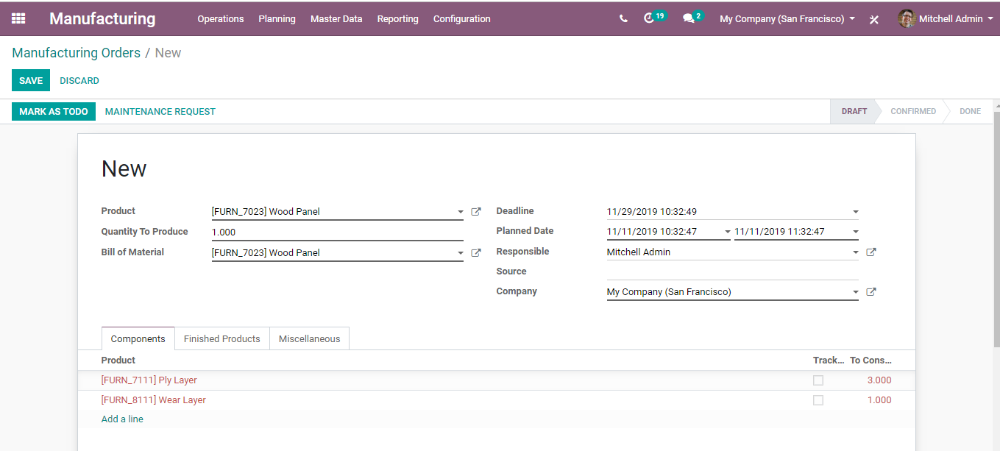 Manufacturing Operations Planning Master Data Reporting Configuration 19 2 My Company (San Francisco) Mitchell Admin
Manufacturing Orders / New
SAVE DISCARD
MARK AS TODO MAINTENANCE REQUEST DRAFT CONFIRMED DONE
New
Product [FURN_7023] Wood Panel Deadline 11/29/2019 10:32:49
Quantity To Produce 1.000 Planned Date 11/11/2019 10:32:47 11/11/2019 11:32:47
Bill of Material [FURN_7023] Wood Panel Responsible Mitchell Admin
Source
Company My Company (San Francisco)
Components Finished Products Miscellaneous
Product Track... To Cons...
[FURN_7111] Ply Layer 3.000
[FURN_8111] Wear Layer 1.000
Add a line